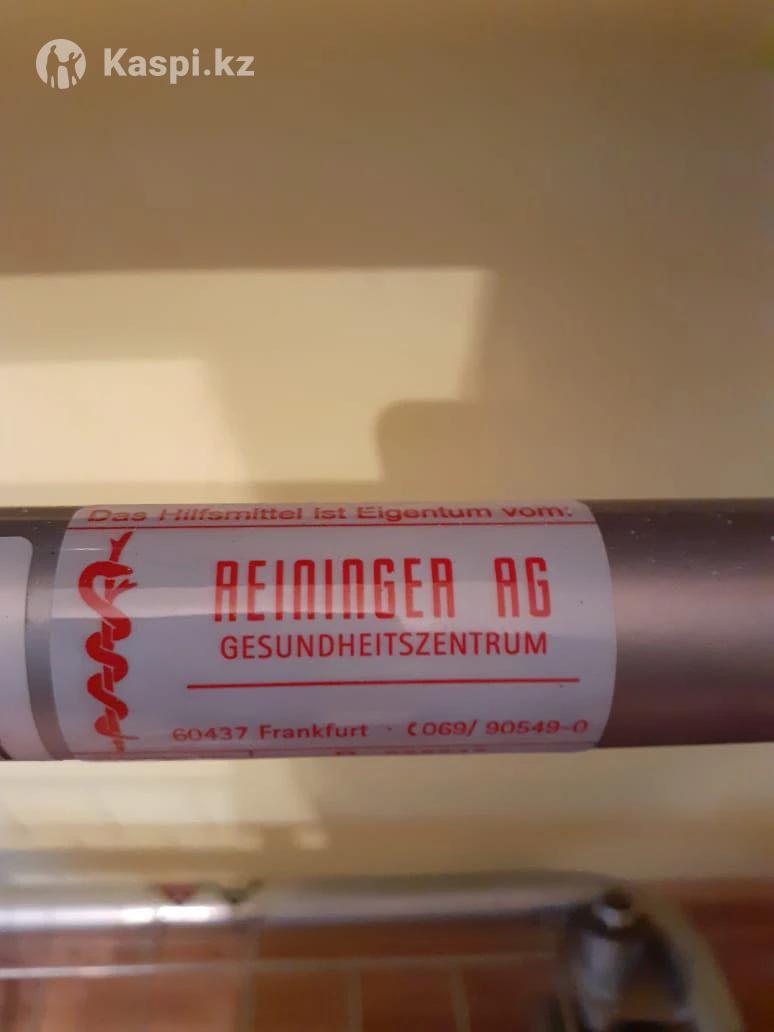 Kaspi.kz
Das Hilfsmittel ist Eigentum vom:
REININGER AG
GESUNDHEITSZENTRUM
60437 Frankfurt · 069/ 90549-0